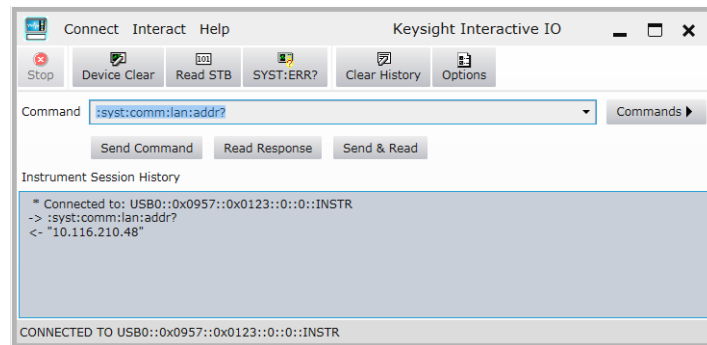 Connect Interact Help Keysight Interactive IO
Stop Device Clear Read STB SYST:ERR? Clear History Options
Command :syst:comm:lan:addr? Commands
Send Command Read Response Send & Read
Instrument Session History
* Connected to: USB0::0x0957::0x0123::0::0::INSTR
-> :syst:comm:lan:addr?
<- "10.116.210.48"
CONNECTED TO USB0::0x0957::0x0123::0::0::INSTR